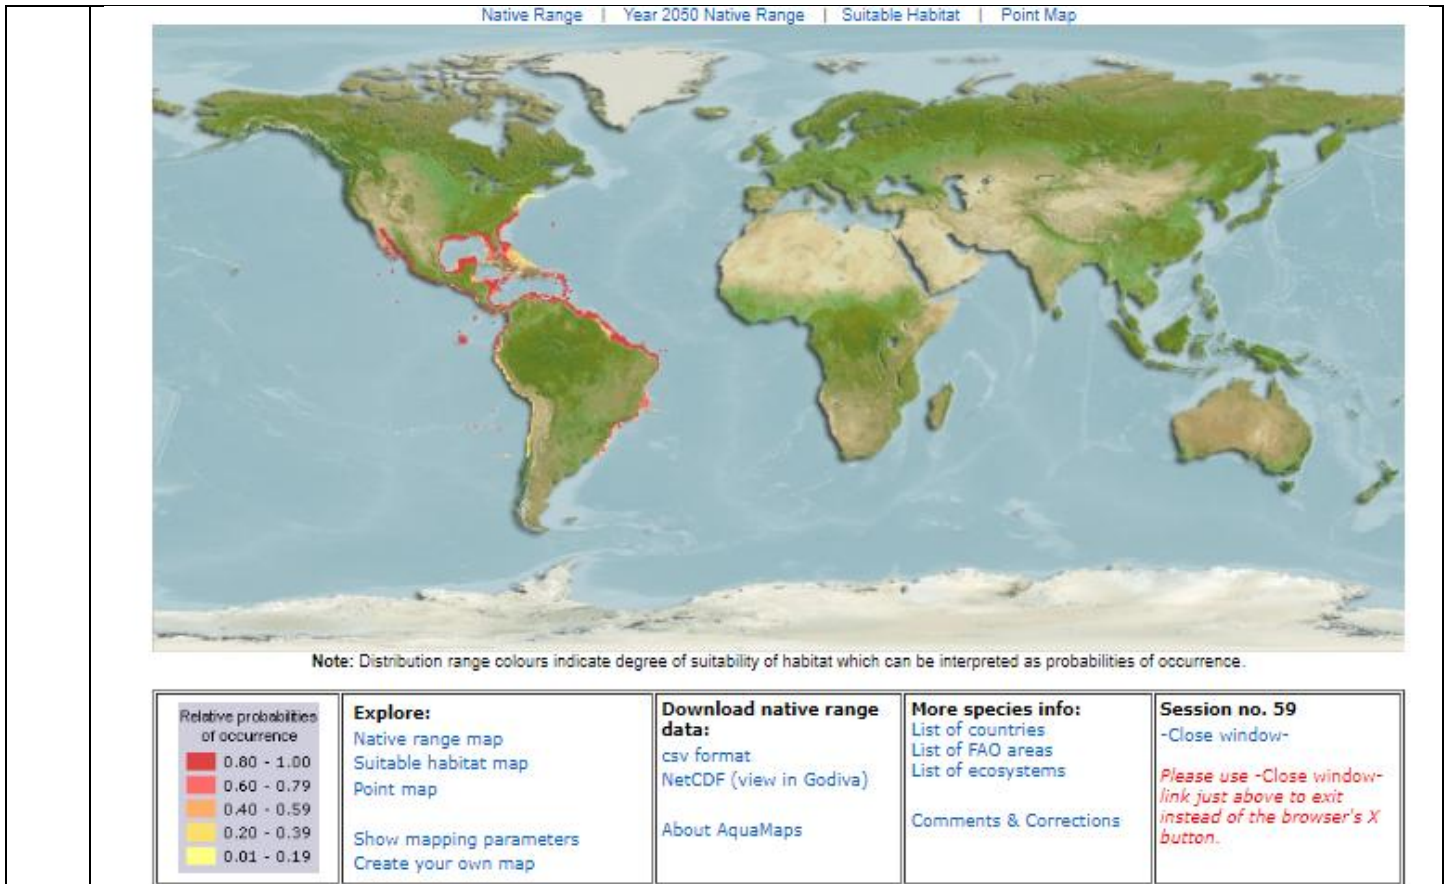 Native Range | Year 2050 Native Range | Suitable Habitat | Point Map
Note: Distribution range colours indicate degree of suitability of habitat which can be interpreted as probabilities of occurrence.
Relative probabilities
of occurrence
0.80 - 1.00
0.60 - 0.79
0.40 - 0.59
0.20 - 0.39
0.01 - 0.19
Explore:
Native range map
Suitable habitat map
Point map
Show mapping parameters
Create your own map
Download native range
data:
csv format
NetCDF (view in Godiva)
About AquaMaps
More species info:
List of countries
List of FAO areas
List of ecosystems
Comments & Corrections
Session no. 59
-Close window-
Please use -Close window-
link just above to exit
instead of the browser's X
button.